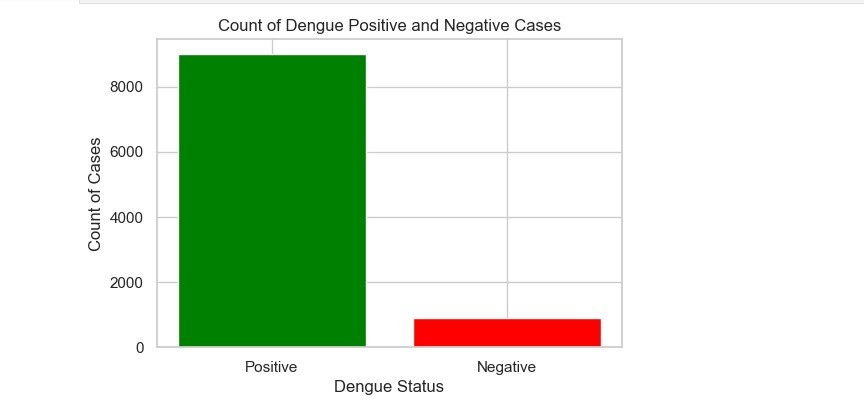 Count of Dengue Positive and Negative Cases
Count of Cases
8000
6000
4000
2000
0
Positive
Negative
Dengue Status